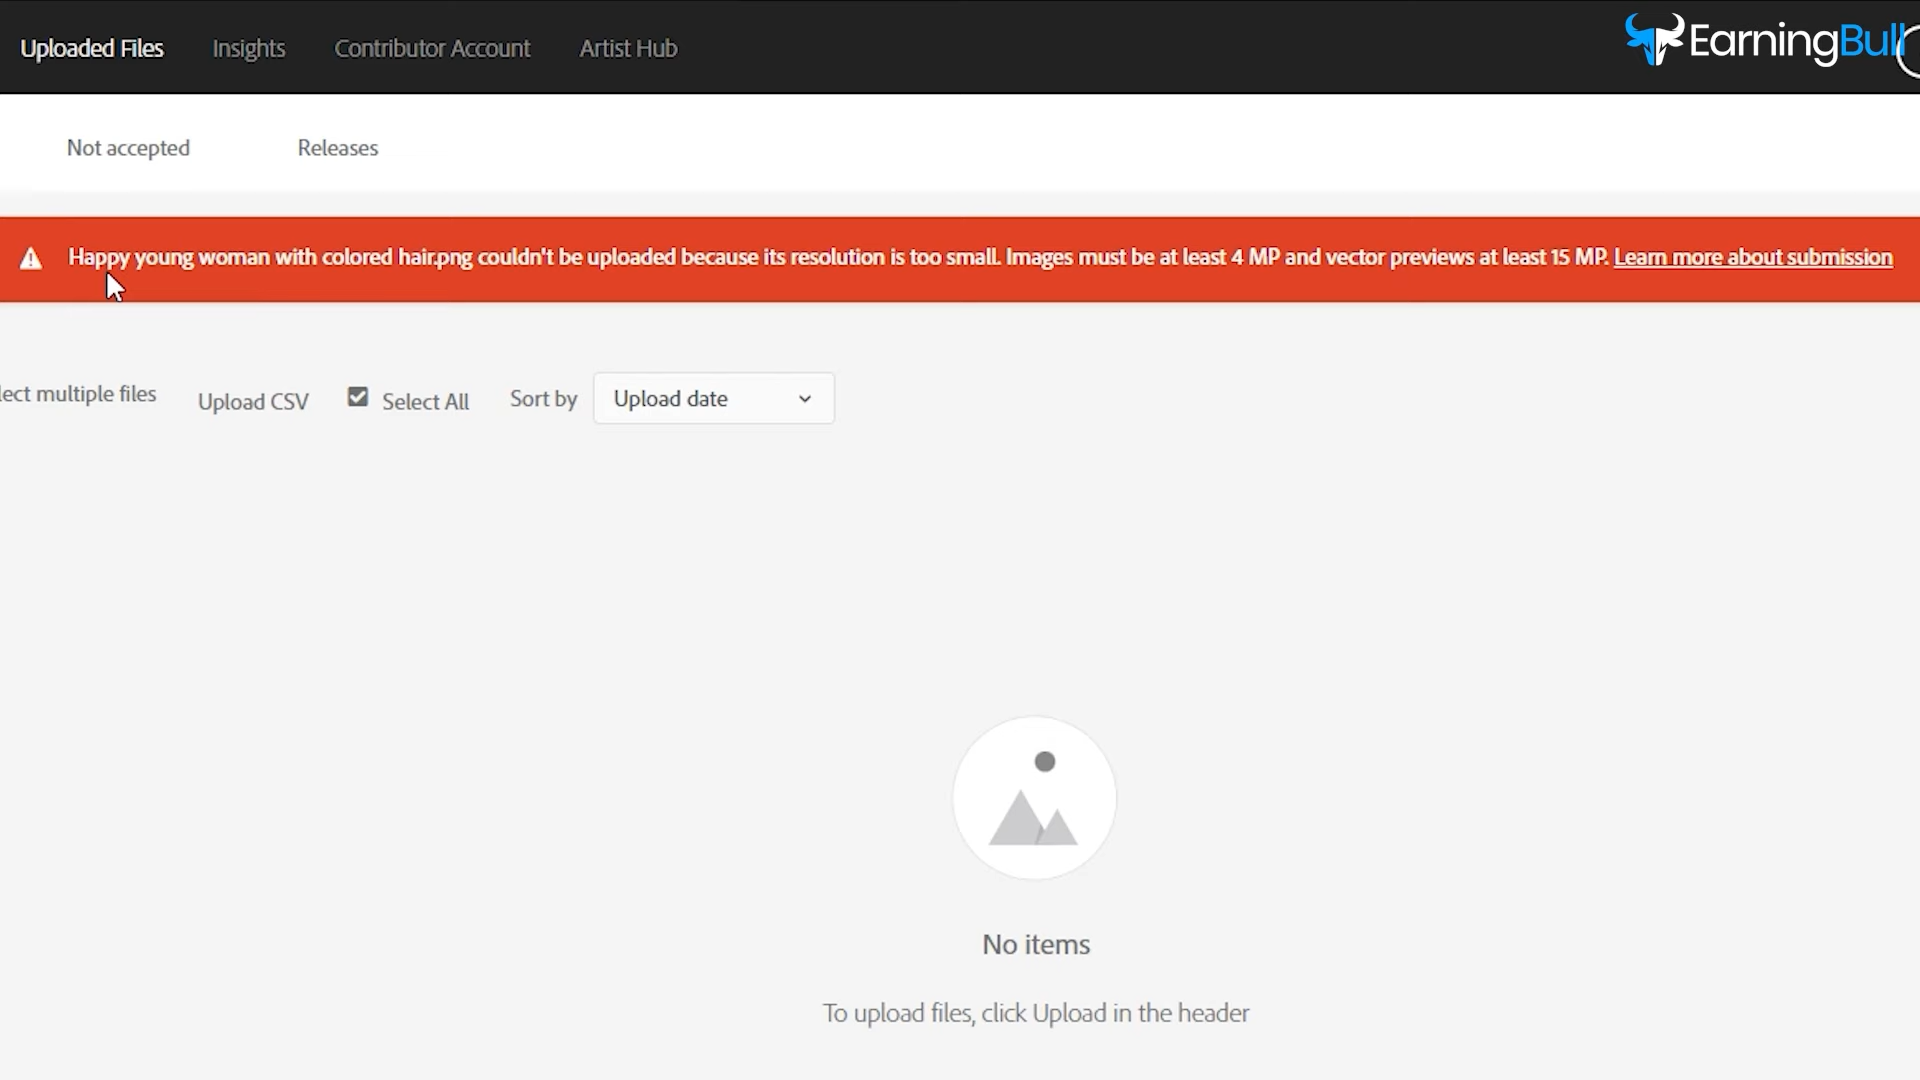 Uploaded Files Insights Contributor Account Artist Hub EarningBull
Not accepted Releases
Happy young woman with colored hair.png couldn't be uploaded because its resolution is too small. Images must be at least 4 MP and vector previews at least 15 MP. Learn more about submission
lect multiple files Upload CSV Select All Sort by Upload date
No items
To upload files, click Upload in the header